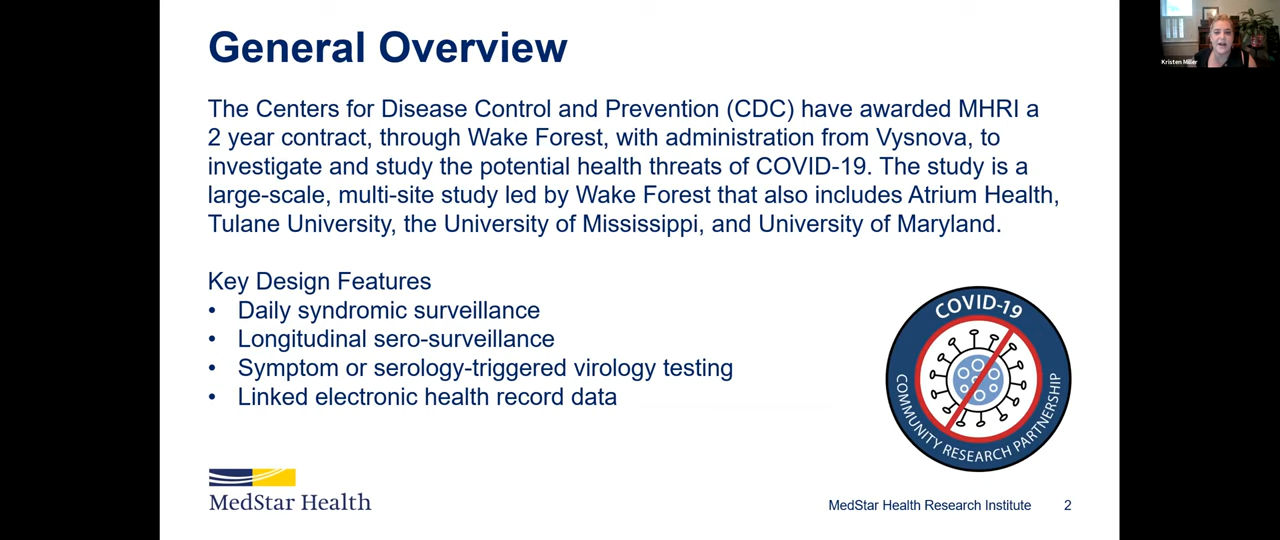 General Overview
Kristen Miller
The Centers for Disease Control and Prevention (CDC) have awarded MHRI a
2 year contract, through Wake Forest, with administration from Vysnova, to
investigate and study the potential health threats of COVID-19. The study is a
large-scale, multi-site study led by Wake Forest that also includes Atrium Health,
Tulane University, the University of Mississippi, and University of Maryland.
Key Design Features
• Daily syndromic surveillance
• Longitudinal sero-surveillance
• Symptom or serology-triggered virology testing
• Linked electronic health record data
COVID-19
COMMUNITY RESEARCH PARTNERSHIP
MedStar Health
MedStar Health Research Institute 2